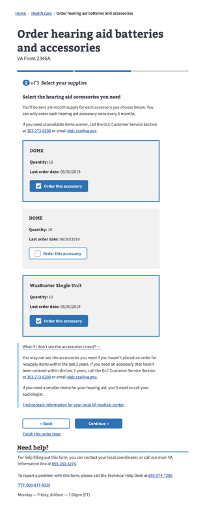 Home › Health care › Order hearing aid batteries and accessories
Order hearing aid batteries
and accessories
VA Form 2346A
2 of 3 Select your supplies
Select the hearing aid accessories you need
You'll be sent a 6-month supply for each accessory you choose below. You
can only order each hearing aid accessory once every 5 months.
If you need unavailable items sooner, call the DLC Customer Service Section
at 303-273-6200 or email dalc.css@va.gov.
DOME
Quantity: 10
Last order date: 06/30/2019
Order this accessory
DOME
Quantity: 10
Last order date: 06/30/2019
Order this accessory
WaxBuster Single Unit
Quantity: 10
Last order date: 06/30/2019
Order this accessory
What if I don't see the accessories I need?
You may not see the accessories you need if you haven't placed an order for
resupply items within the last 2 years. If you need an accessory that hasn't
been ordered within the last 2 years, call the DLC Customer Service Section
at 303-273-6200 or email dalc.css@va.gov.
If you need a smaller dome for your hearing aid, you'll need to call your
audiologist.
Find contact information for your local VA medical center.
« Back
Continue »
Finish this order later.
Need help?
For help filling out this form, you can contact your local coordinator, or call our main VA
information line at
To report a problem with this form, please call the Technical Help Desk at
TTY:
Monday — Friday, 8:00am — 7:00pm (ET)